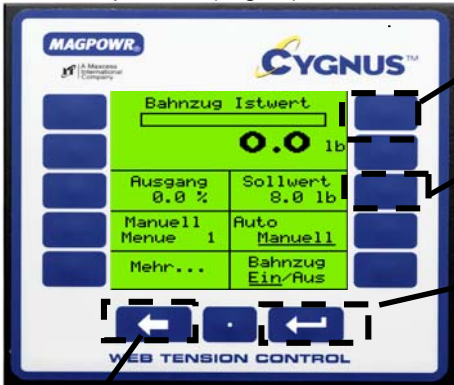 MAGPOWR®
A Maxcess
International
Company
CYGNUS™
Bahnzug Istwert
0.0 lb
Ausgang
0.0 %
Sollwert
8.0 lb
Manuell
Menue 1
Auto
Manuell
Mehr...
Bahnzug
Ein/Aus
WEB TENSION CONTROL